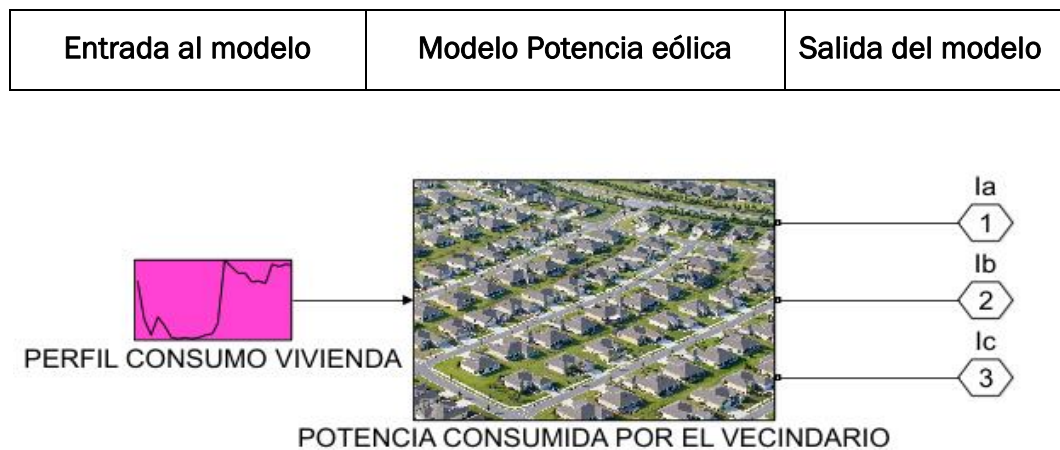 Entrada al modelo
Modelo Potencia eólica
Salida del modelo
Ia
1
Ib
2
Ic
3
PERFIL CONSUMO VIVIENDA
POTENCIA CONSUMIDA POR EL VECINDARIO